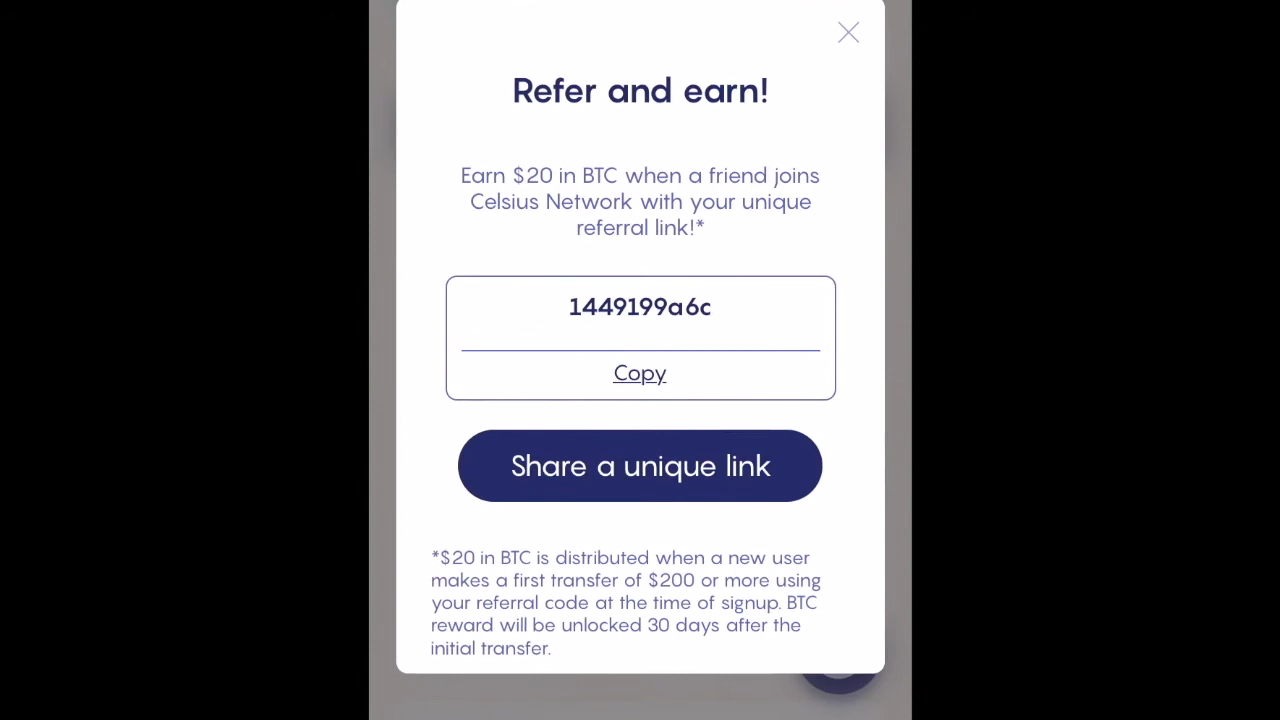 Refer and earn!
Earn $20 in BTC when a friend joins
Celsius Network with your unique
referral link!*
1449199a6c
Copy
Share a unique link
*$20 in BTC is distributed when a new user
makes a first transfer of $200 or more using
your referral code at the time of signup. BTC
reward will be unlocked 30 days after the
initial transfer.